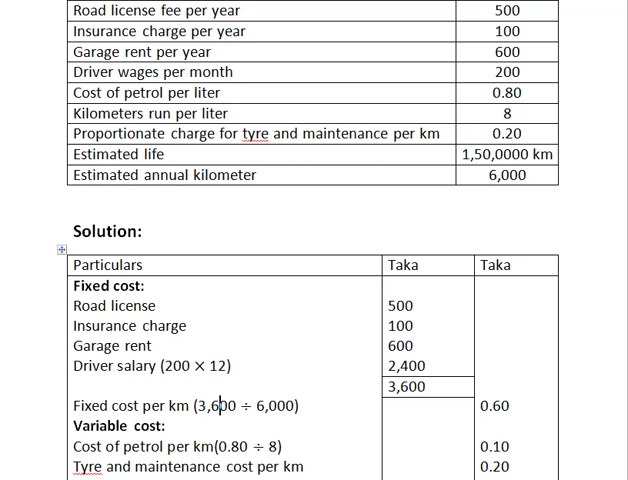 Road license fee per year 500
Insurance charge per year 100
Garage rent per year 600
Driver wages per month 200
Cost of petrol per liter 0.80
Kilometers run per liter 8
Proportionate charge for tyre and maintenance per km 0.20
Estimated life 1,50,0000 km
Estimated annual kilometer 6,000
Solution:
Particulars Taka Taka
Fixed cost:
Road license 500
Insurance charge 100
Garage rent 600
Driver salary (200 × 12) 2,400
3,600
Fixed cost per km (3,600 ÷ 6,000) 0.60
Variable cost:
Cost of petrol per km(0.80 ÷ 8) 0.10
Tyre and maintenance cost per km 0.20